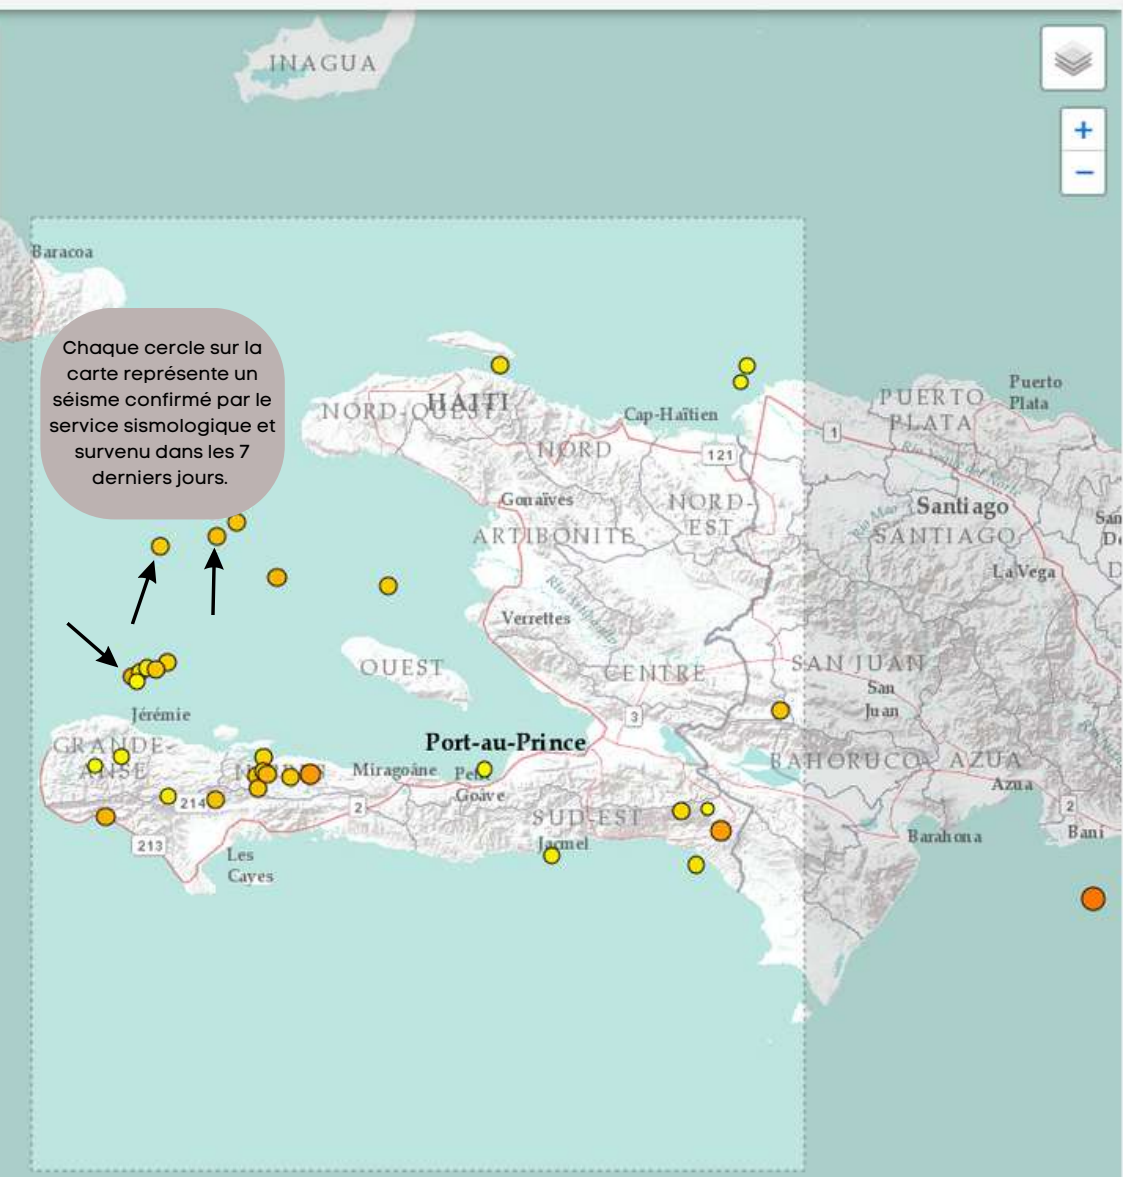 INAGUA
+
−
Baracoa
Chaque cercle sur la
carte représente un
séisme confirmé par le
service sismologique et
survenu dans les 7
derniers jours.
HAITI
NORD-OUEST
Cap-Haïtien
PUERTO
PLATA
Puerto
Plata
1
121
NORD
Gonaïves
NORD-
EST
ARTIBONITE
Santiago
SANTIAGO
San
La Vega
Verrettes
OUEST
CENTRE
SAN JUAN
San
Juan
Jérémie
3
GRANDE-
ANSE
Port-au-Prince
Miragoâne
Petit
Goâve
BAHORUCO
AZUA
Azua
214
2
2
SUD-EST
Jacmel
213
Les
Cayes
Barahona
Bani